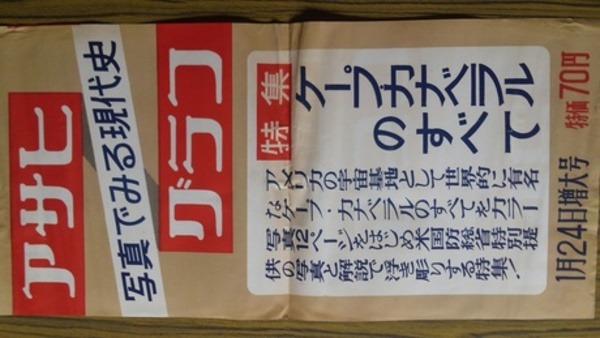 アサヒ
写真でみる現代史
グラフ
特集
ケープ・カナベラル
のすべて
アメリカの宇宙基地として世界的に有名
なケープ・カナベラルのすべてをカラー
写真12ページをはじめ米国防総省特別提
供の写真と解説で浮き彫りする特集!
1月24日増大号 特価70円